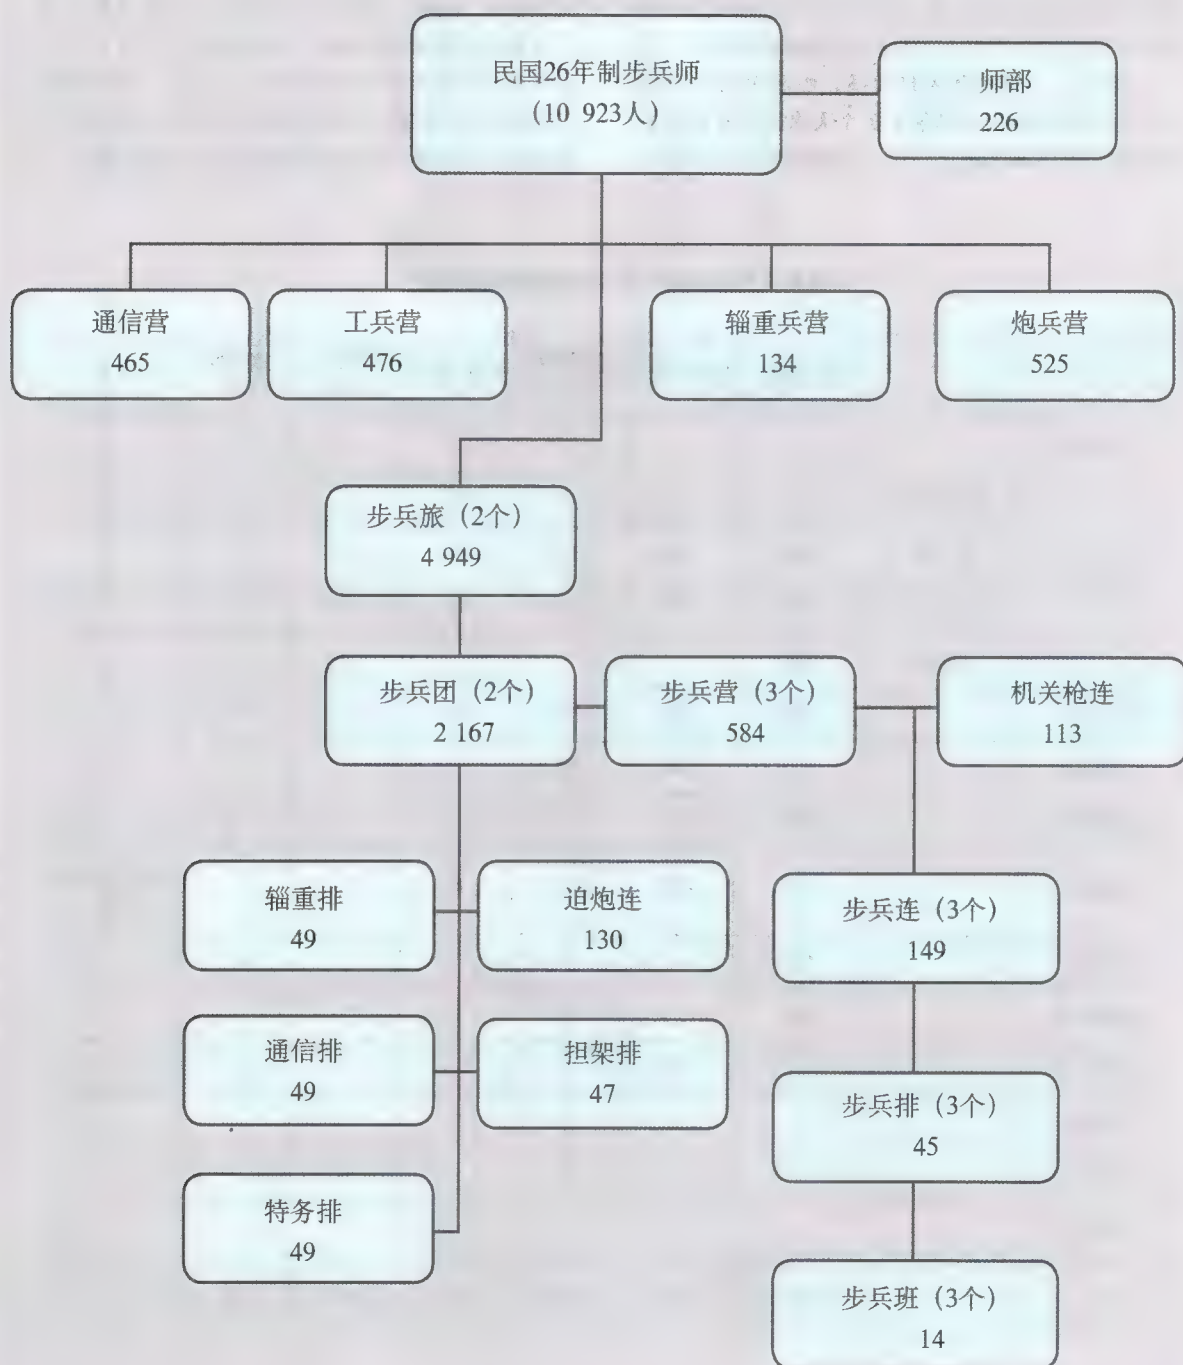 民国26年制步兵师
(10 923人)
师部
226
通信营
465
工兵营
476
辎重兵营
134
炮兵营
525
步兵旅（2个）
4 949
步兵团（2个）
2 167
步兵营（3个）
584
机关枪连
113
辎重排
49
迫炮连
130
步兵连（3个）
149
通信排
49
担架排
47
步兵排（3个）
45
特务排
49
步兵班（3个）
14